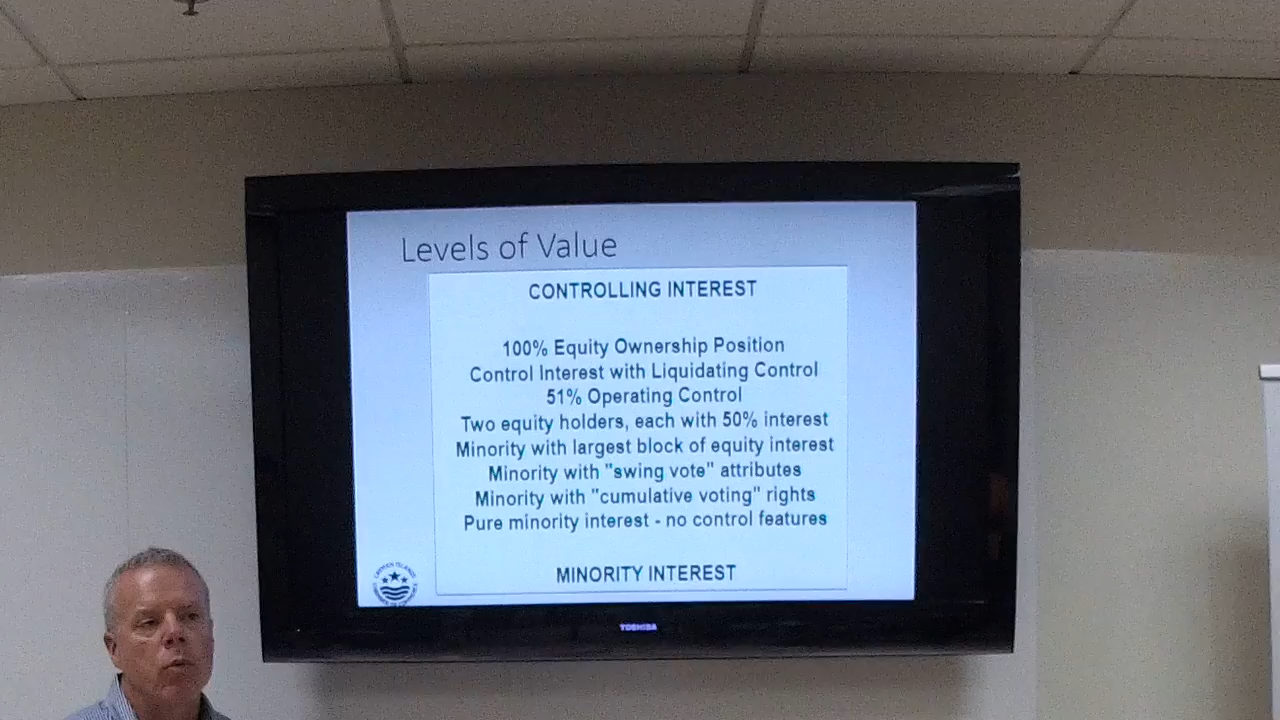 Levels of Value
CONTROLLING INTEREST
100% Equity Ownership Position
Control Interest with Liquidating Control
51% Operating Control
Two equity holders, each with 50% interest
Minority with largest block of equity interest
Minority with "swing vote" attributes
Minority with "cumulative voting" rights
Pure minority interest - no control features
MINORITY INTEREST
TOSHIBA